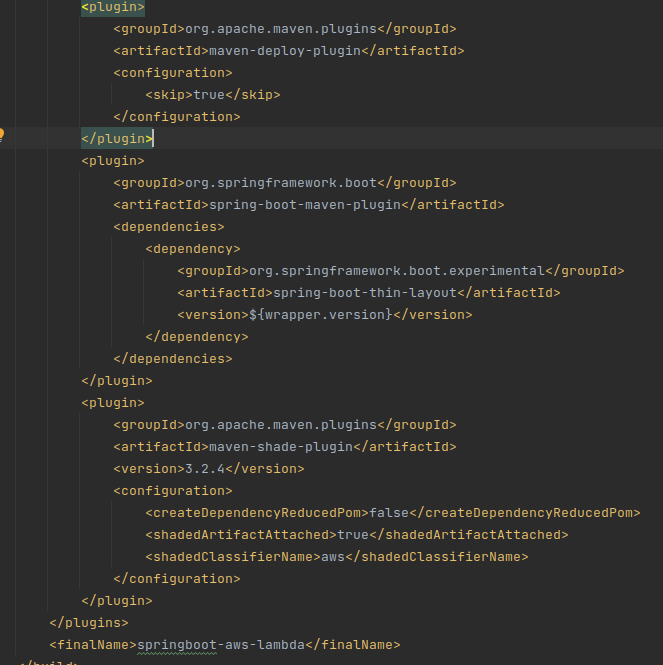 <plugin>
<groupId>org.apache.maven.plugins</groupId>
<artifactId>maven-deploy-plugin</artifactId>
<configuration>
<skip>true</skip>
</configuration>
</plugin>
<plugin>
<groupId>org.springframework.boot</groupId>
<artifactId>spring-boot-maven-plugin</artifactId>
<dependencies>
<dependency>
<groupId>org.springframework.boot.experimental</groupId>
<artifactId>spring-boot-thin-layout</artifactId>
<version>${wrapper.version}</version>
</dependency>
</dependencies>
</plugin>
<plugin>
<groupId>org.apache.maven.plugins</groupId>
<artifactId>maven-shade-plugin</artifactId>
<version>3.2.4</version>
<configuration>
<createDependencyReducedPom>false</createDependencyReducedPom>
<shadedArtifactAttached>true</shadedArtifactAttached>
<shadedClassifierName>aws</shadedClassifierName>
</configuration>
</plugin>
</plugins>
<finalName>springboot-aws-lambda</finalName>
</build>